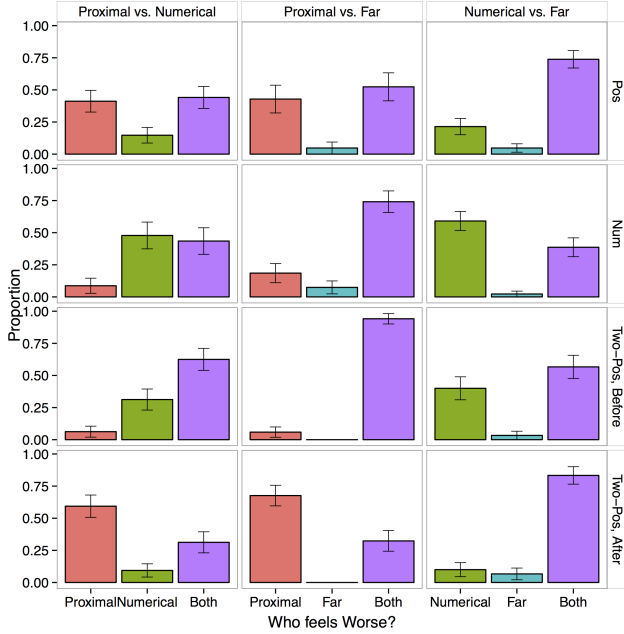 Proximal vs. Numerical
Proximal vs. Far
Numerical vs. Far
Proportion
1.00
0.75
0.50
0.25
0.00
Pos
1.00
0.75
0.50
0.25
0.00
Num
1.00
0.75
0.50
0.25
0.00
Two-Pos, Before
1.00
0.75
0.50
0.25
0.00
Two-Pos, After
Proximal Numerical Both
Proximal Far Both
Numerical Far Both
Who feels Worse?